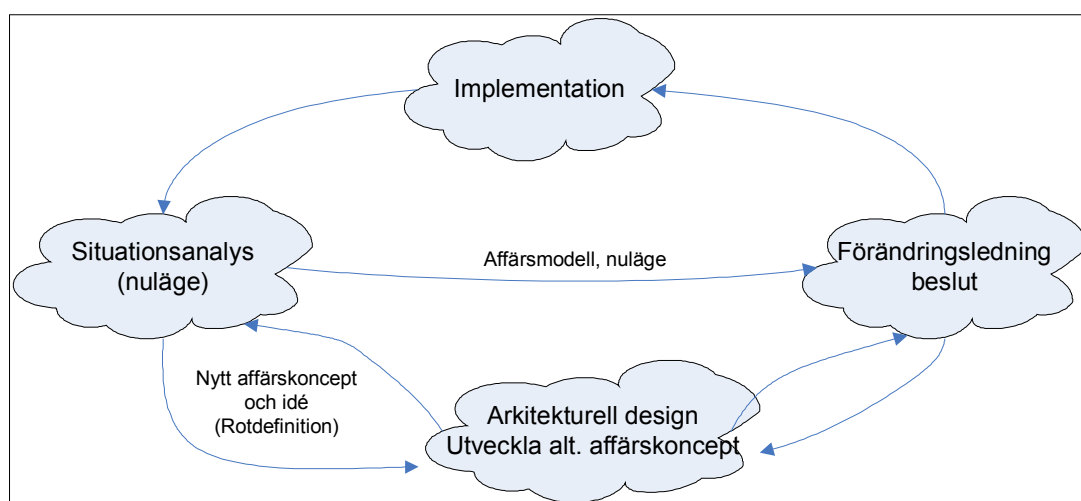 Implementation
Situationsanalys
(nuläge)
Affärsmodell, nuläge
Förändringsledning
beslut
Nytt affärskoncept
och idé
(Rotdefinition)
Arkitekturell design
Utveckla alt. affärskoncept